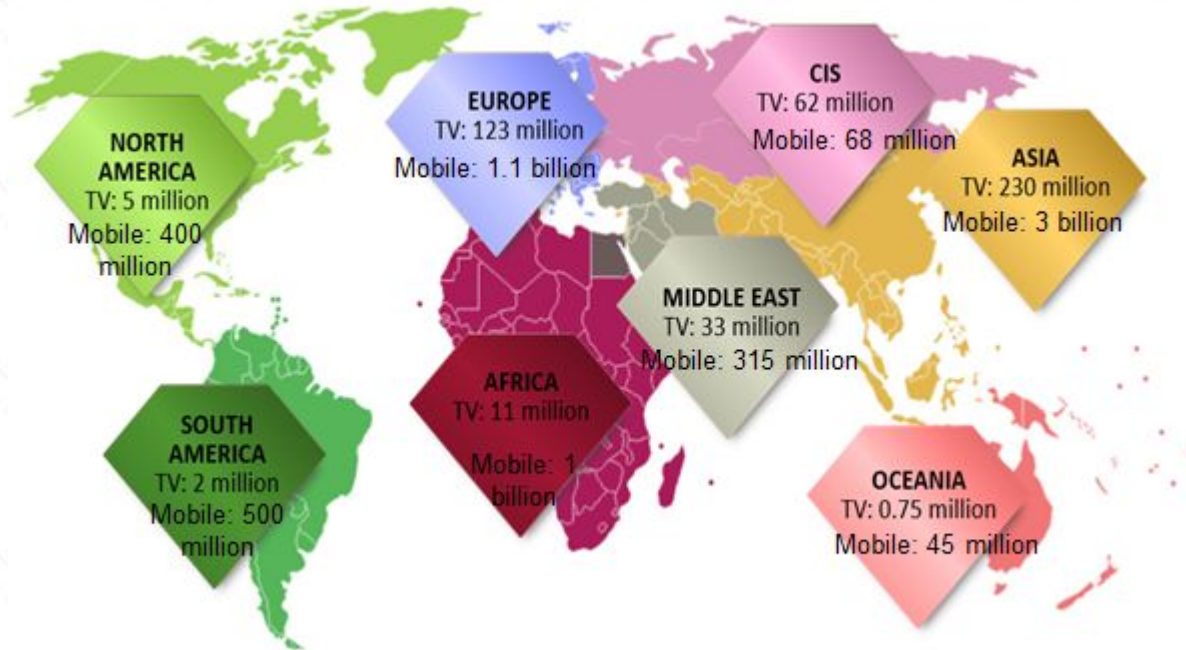 NORTH
AMERICA
TV: 5 million
Mobile: 400
million
EUROPE
TV: 123 million
Mobile: 1.1 billion
CIS
TV: 62 million
Mobile: 68 million
ASIA
TV: 230 million
Mobile: 3 billion
MIDDLE EAST
TV: 33 million
Mobile: 315 million
AFRICA
TV: 11 million
Mobile: 1
billion
SOUTH
AMERICA
TV: 2 million
Mobile: 500
million
OCEANIA
TV: 0.75 million
Mobile: 45 million